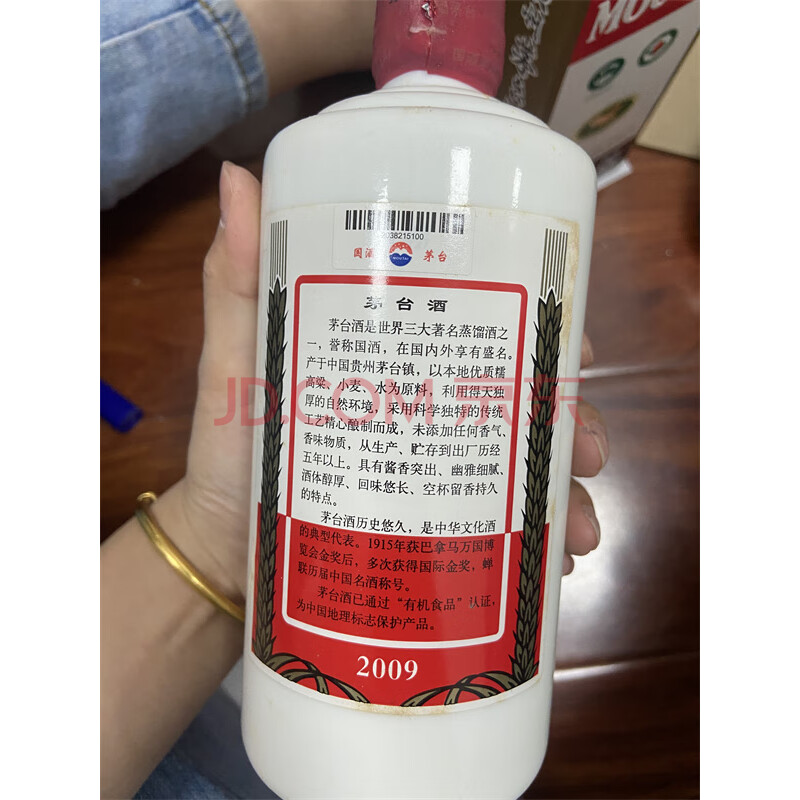 MOU
038215100
国酒 茅台
MOUTAI
茅台酒
茅台酒是世界三大著名蒸馏酒之
一，誉称国酒，在国内外享有盛名。
产于中国贵州茅台镇，以本地优质糯
高粱、小麦、水为原料，利用得天独
厚的自然环境，采用科学独特的传统
工艺精心酿制而成，未添加任何香气、
香味物质，从生产、贮存到出厂历经
五年以上。具有酱香突出、幽雅细腻、
酒体醇厚、回味悠长、空杯留香持久
的特点。
茅台酒历史悠久，是中华文化酒
的典型代表。1915年获巴拿马万国博
览会金奖后，多次获得国际金奖，蝉
联历届中国名酒称号。
茅台酒已通过“有机食品”认证，
为中国地理标志保护产品。
2009
JD.COM 京东